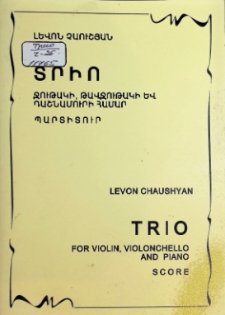 ԼԵՎՈՆ ՉԱՈՒՇՅԱՆ
ՏՐԻՈ
ՋՈՒԹԱԿԻ, ԹԱՎՋՈՒԹԱԿԻ ԵՎ
ԴԱՇՆԱՄՈՒՐԻ ՀԱՄԱՐ
ՊԱՐՏԻՏՈՒՐ
LEVON CHAUSHYAN
TRIO
FOR VIOLIN, VIOLONCHELLO
AND PIANO
SCORE